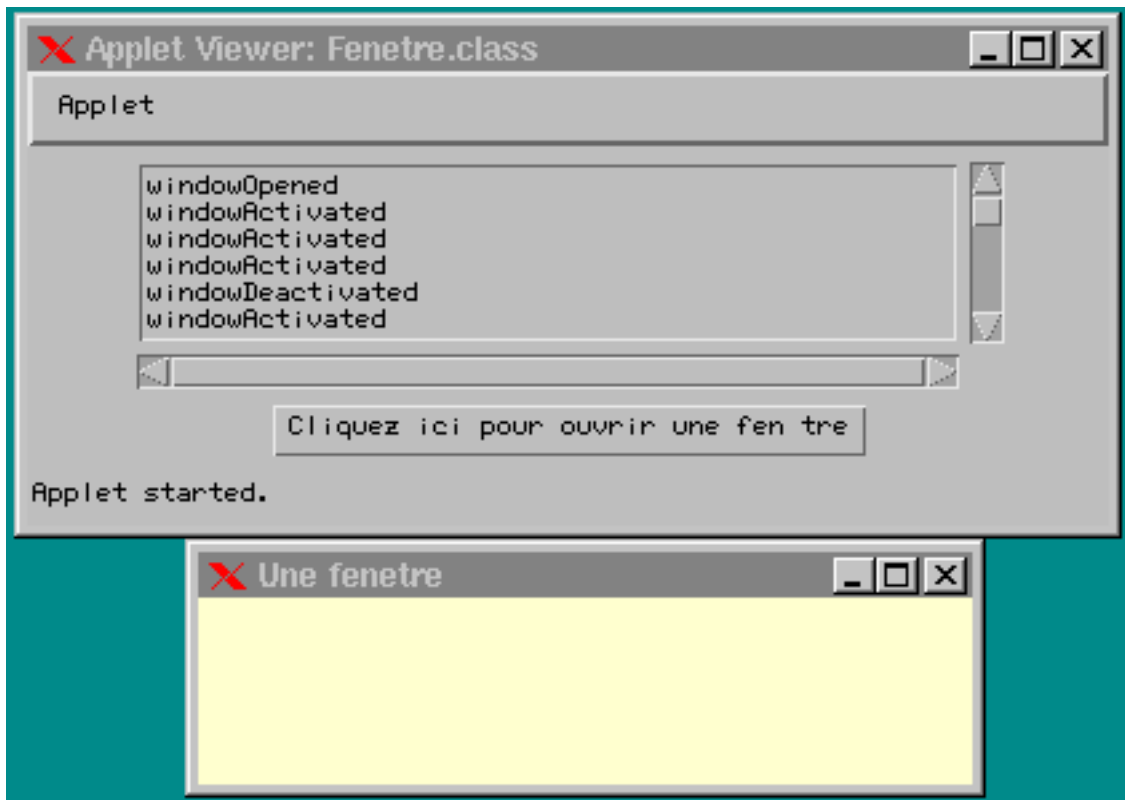 Applet Viewer: Fenetre.class
Applet
windowOpened
windowActivated
windowActivated
windowActivated
windowDeactivated
windowActivated
Cliquez ici pour ouvrir une fen tre
Applet started.
Une fenetre